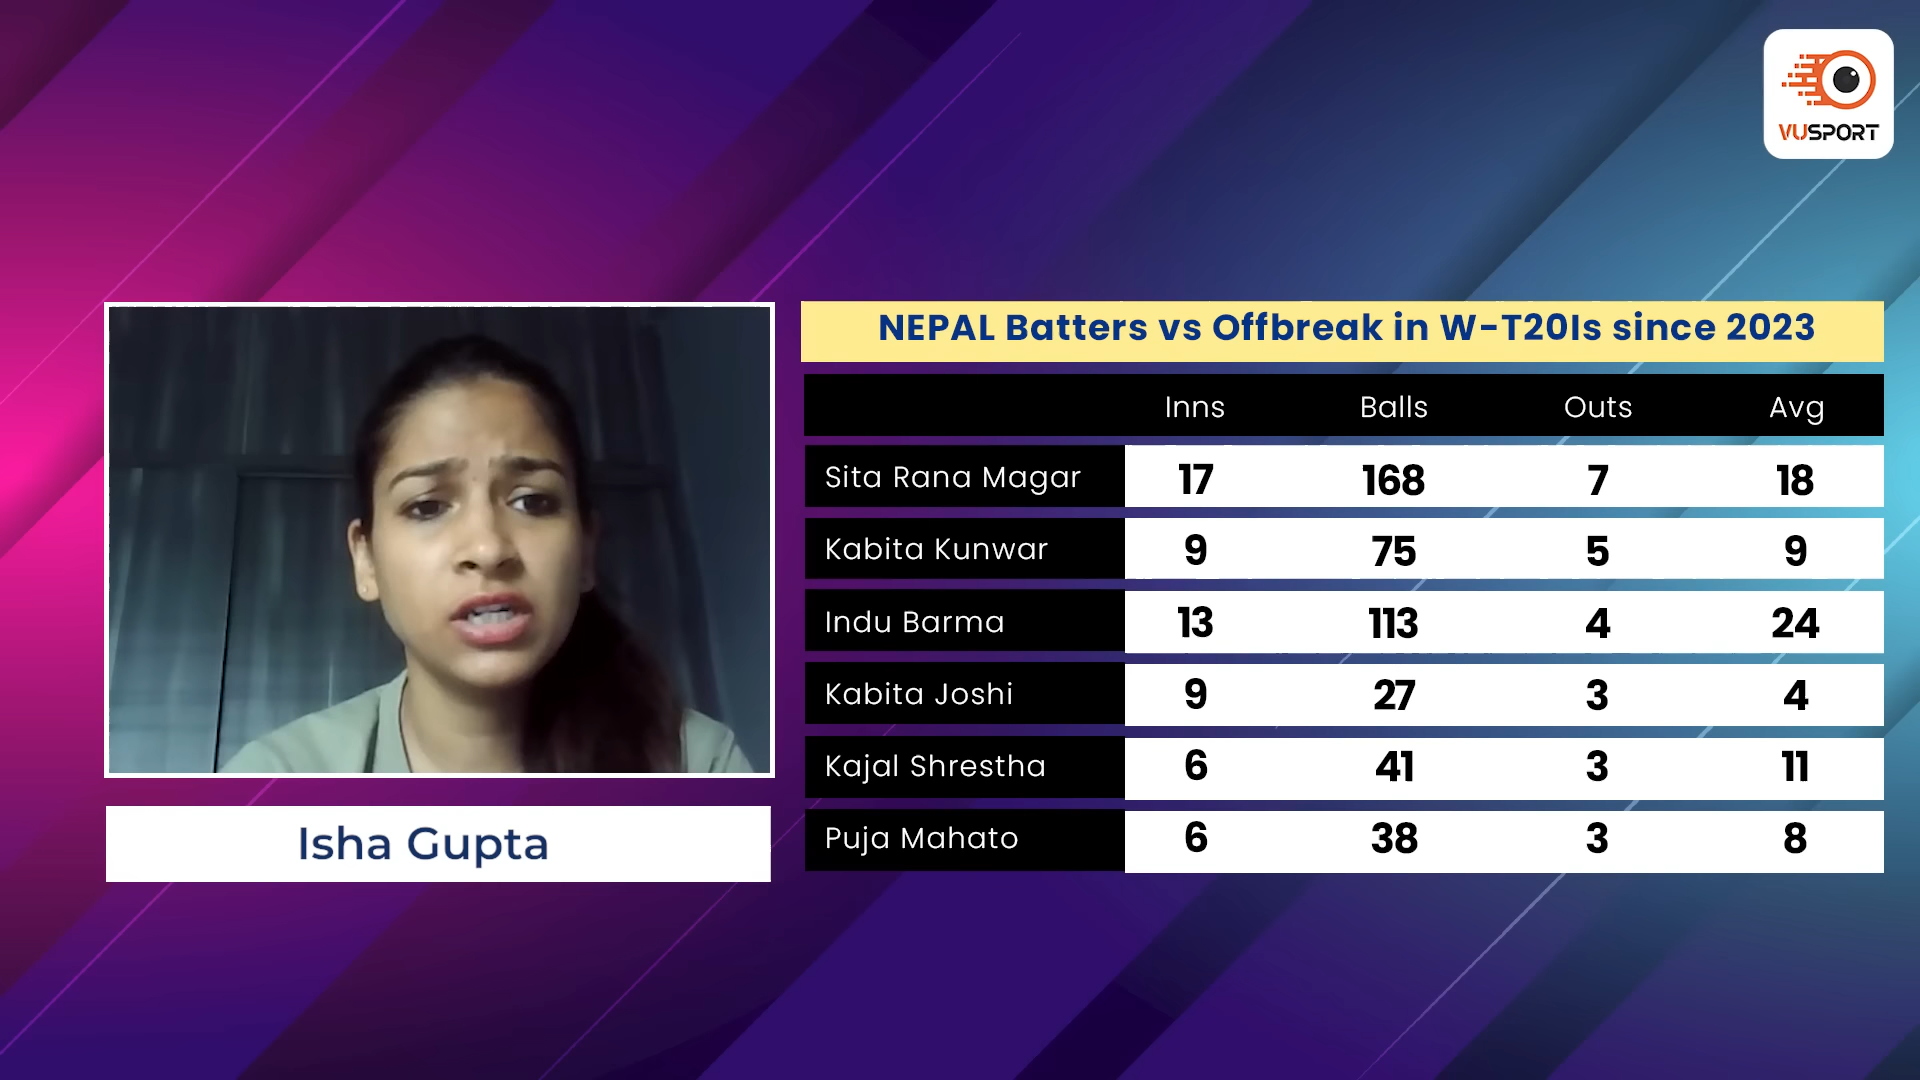 VUSPORT
NEPAL Batters vs Offbreak in W-T20Is since 2023
Inns Balls Outs Avg
Sita Rana Magar 17 168 7 18
Kabita Kunwar 9 75 5 9
Indu Barma 13 113 4 24
Kabita Joshi 9 27 3 4
Kajal Shrestha 6 41 3 11
Puja Mahato 6 38 3 8
Isha Gupta